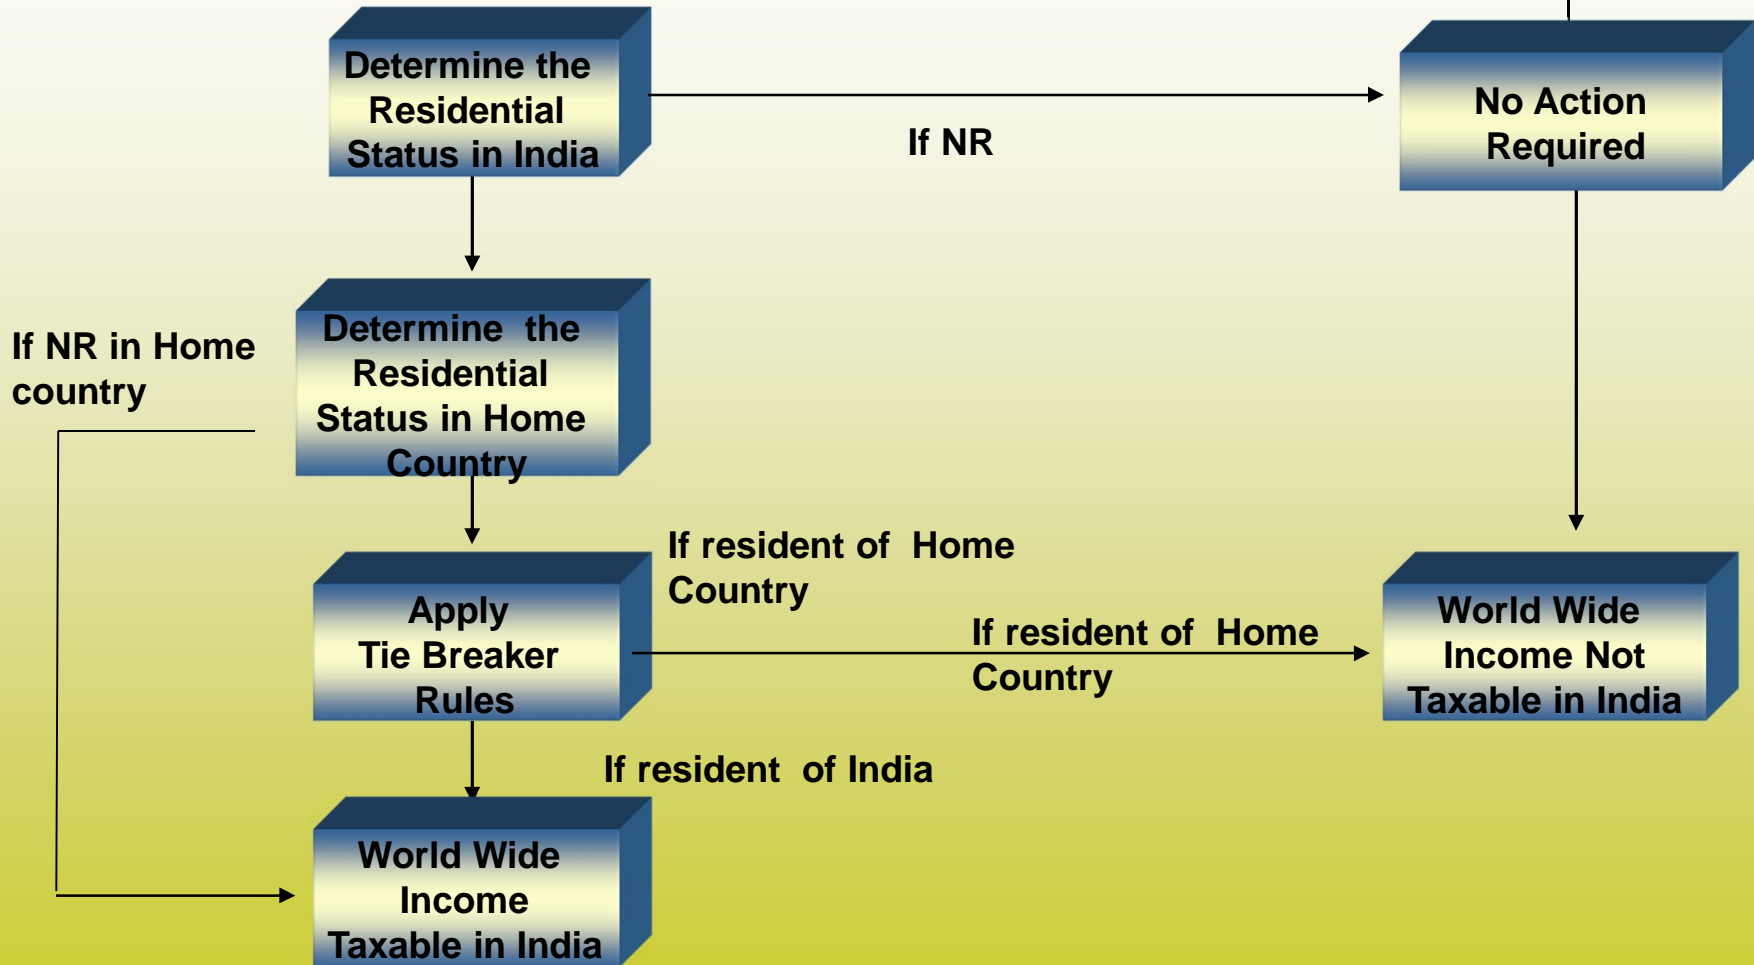 Determine the
Residential
Status in India
If NR
No Action
Required
If NR in Home
country
Determine the
Residential
Status in Home
Country
If resident of Home
Country
Apply
Tie Breaker
Rules
If resident of Home
Country
World Wide
Income Not
Taxable in India
If resident of India
World Wide
Income
Taxable in India